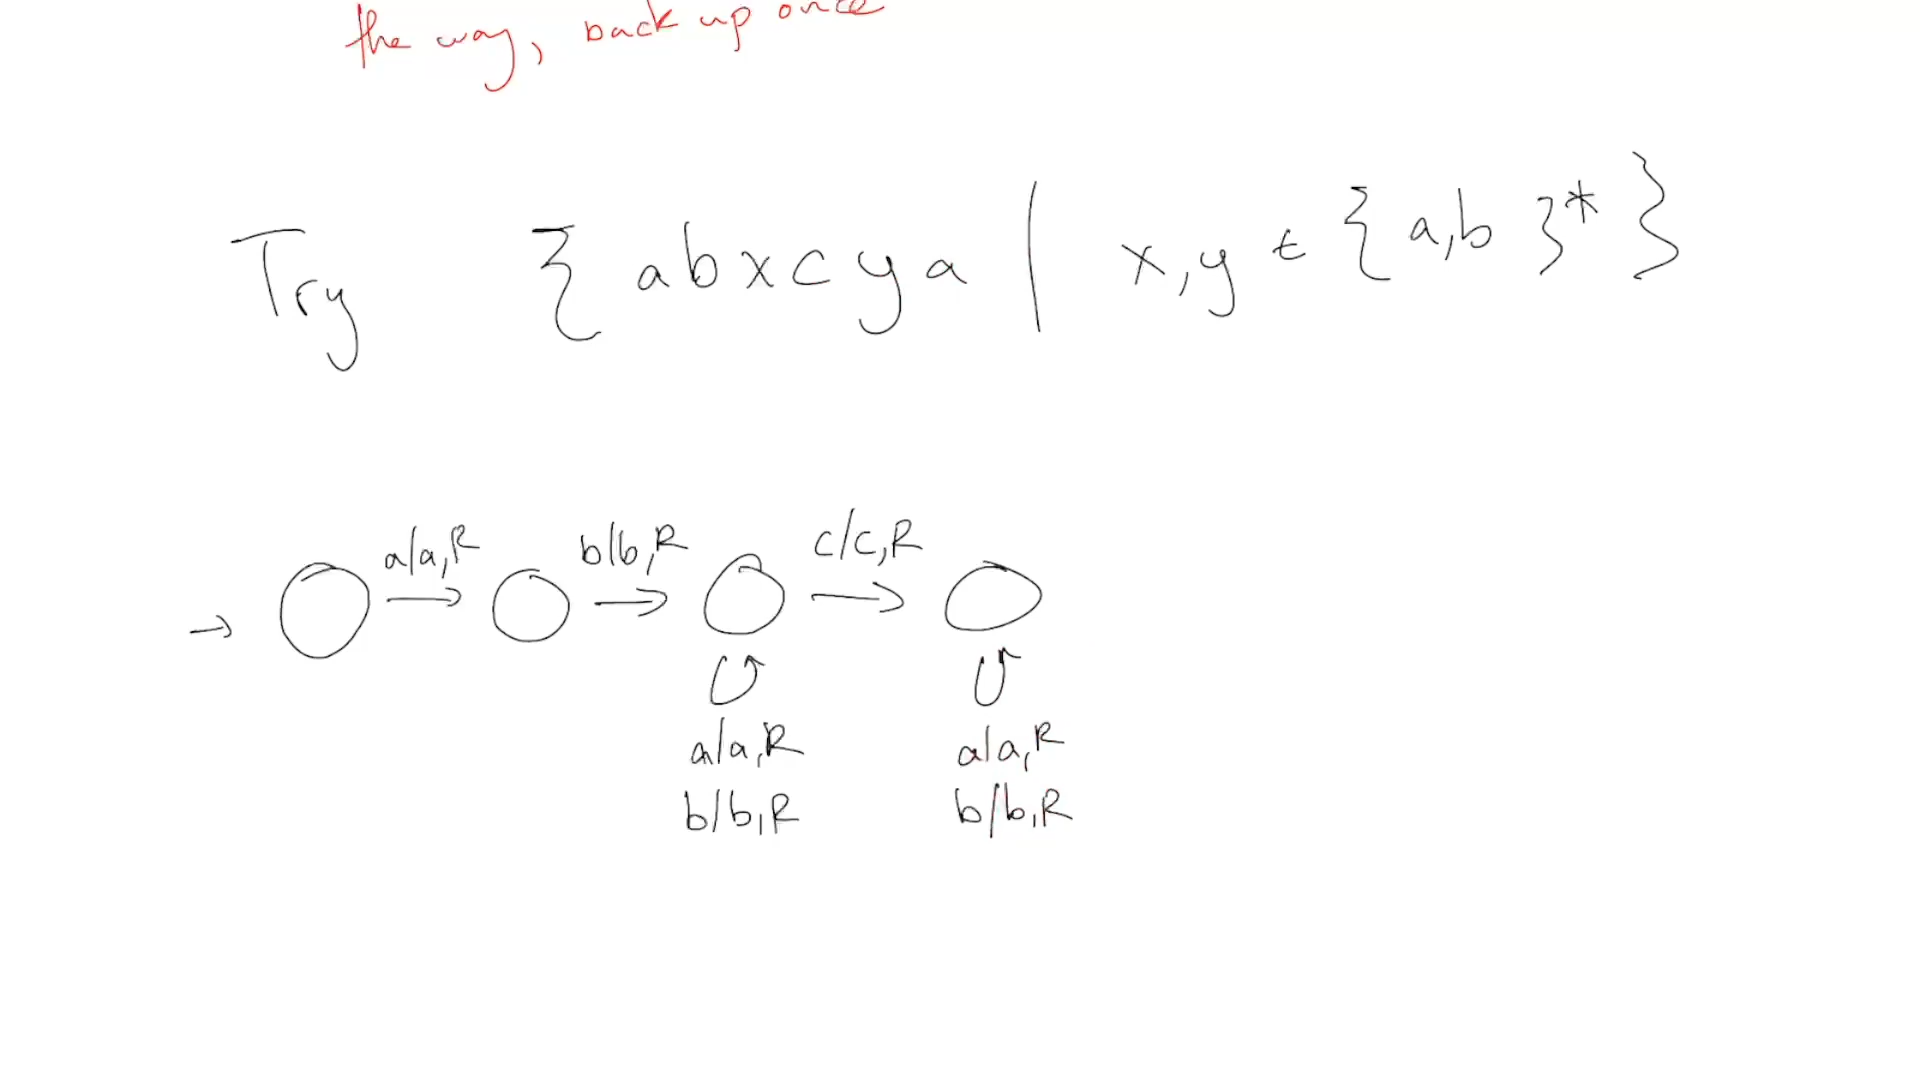 the way, back up once
Try { abxcya | x,y ∈ {a,b}* }
a/a,R b/b,R c/c,R
→ → → →
a/a,R a/a,R
b/b,R b/b,R